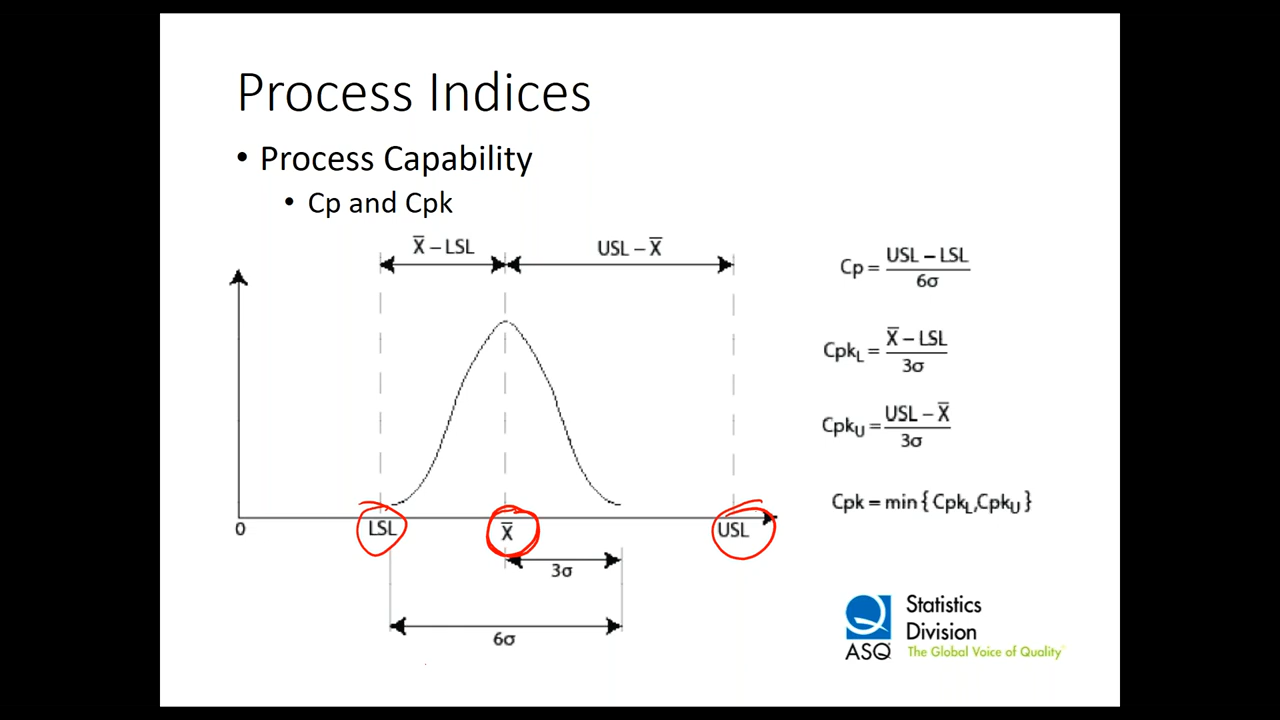 Process Indices
• Process Capability
• Cp and Cpk
X̅ – LSL
USL – X̅
Cp = (USL – LSL) / 6σ
Cpk_L = (X̅ – LSL) / 3σ
Cpk_U = (USL – X̅) / 3σ
Cpk = min { Cpk_L, Cpk_U }
0
LSL
X̅
USL
3σ
6σ
ASQ
Statistics
Division
The Global Voice of Quality